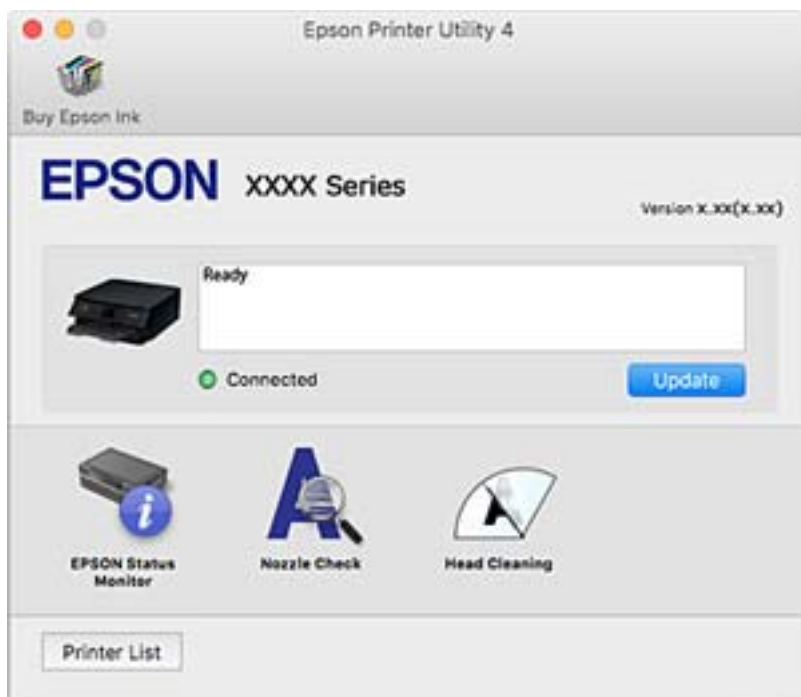 Epson Printer Utility 4
Buy Epson Ink
EPSON XXXX Series
Version X.XX(X.XX)
Ready
Connected
Update
EPSON Status
Monitor
Nozzle Check
Head Cleaning
Printer List